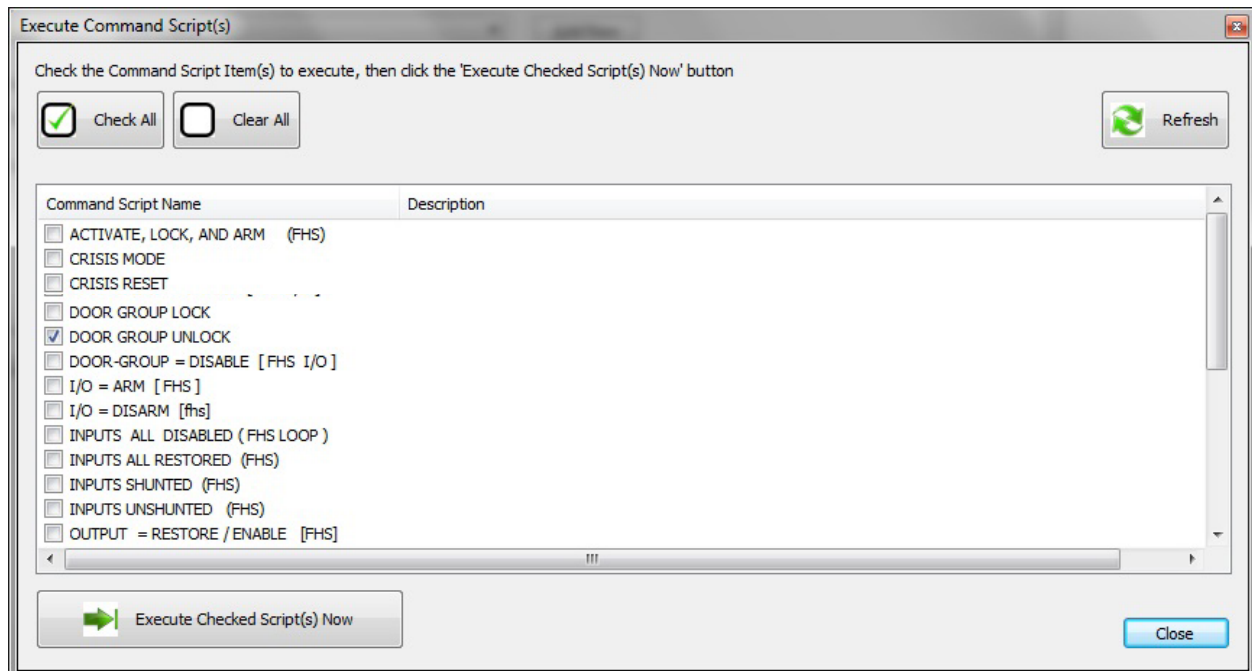 Execute Command Script(s)
Check the Command Script Item(s) to execute, then click the 'Execute Checked Script(s) Now' button
Check All Clear All Refresh
Command Script Name Description
ACTIVATE, LOCK, AND ARM (FHS)
CRISIS MODE
CRISIS RESET
DOOR GROUP LOCK
DOOR GROUP UNLOCK
DOOR-GROUP = DISABLE [ FHS I/O ]
I/O = ARM [ FHS ]
I/O = DISARM [fhs]
INPUTS ALL DISABLED ( FHS LOOP )
INPUTS ALL RESTORED (FHS)
INPUTS SHUNTED (FHS)
INPUTS UNSHUNTED (FHS)
OUTPUT = RESTORE / ENABLE [FHS]
Execute Checked Script(s) Now
Close